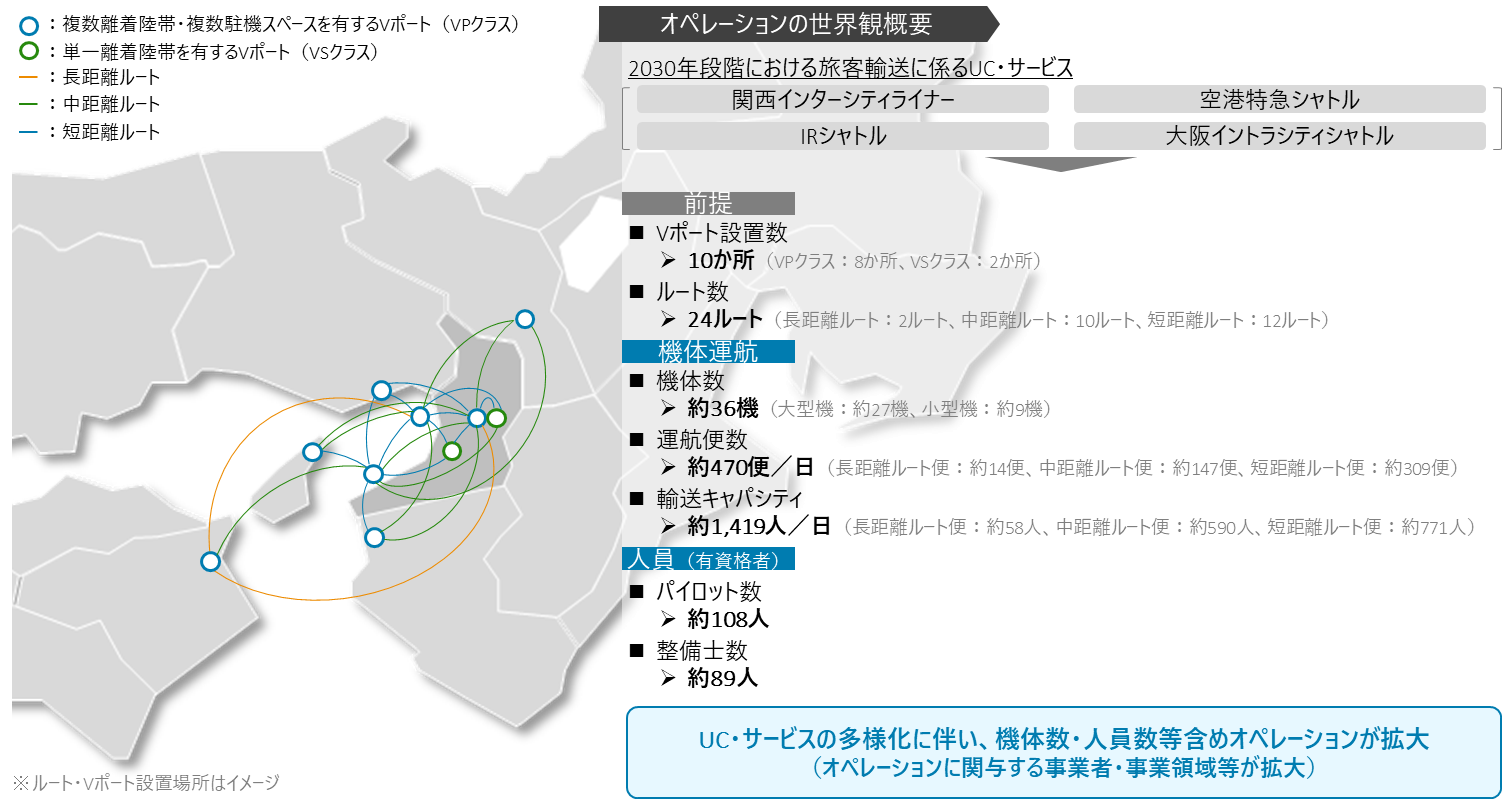 ：複数離着陸帯・複数駐機スペースを有するVポート（VPクラス）
：単一離着陸帯を有するVポート（VSクラス）
：長距離ルート
：中距離ルート
：短距離ルート
※ルート・Vポート設置場所はイメージ
オペレーションの世界観概要
2030年段階における旅客輸送に係るUC・サービス
関西インターシティライナー
空港特急シャトル
IRシャトル
大阪イントラシティシャトル
前提
■ Vポート設置数
➢ 10か所（VPクラス：8か所、VSクラス：2か所）
■ ルート数
➢ 24ルート（長距離ルート：2ルート、中距離ルート：10ルート、短距離ルート：12ルート）
機体運航
■ 機体数
➢ 約36機（大型機：約27機、小型機：約9機）
■ 運航便数
➢ 約470便／日（長距離ルート便：約14便、中距離ルート便：約147便、短距離ルート便：約309便）
■ 輸送キャパシティ
➢ 約1,419人／日（長距離ルート便：約58人、中距離ルート便：約590人、短距離ルート便：約771人）
人員（有資格者）
■ パイロット数
➢ 約108人
■ 整備士数
➢ 約89人
UC・サービスの多様化に伴い、機体数・人員数等含めオペレーションが拡大
（オペレーションに関与する事業者・事業領域等が拡大）